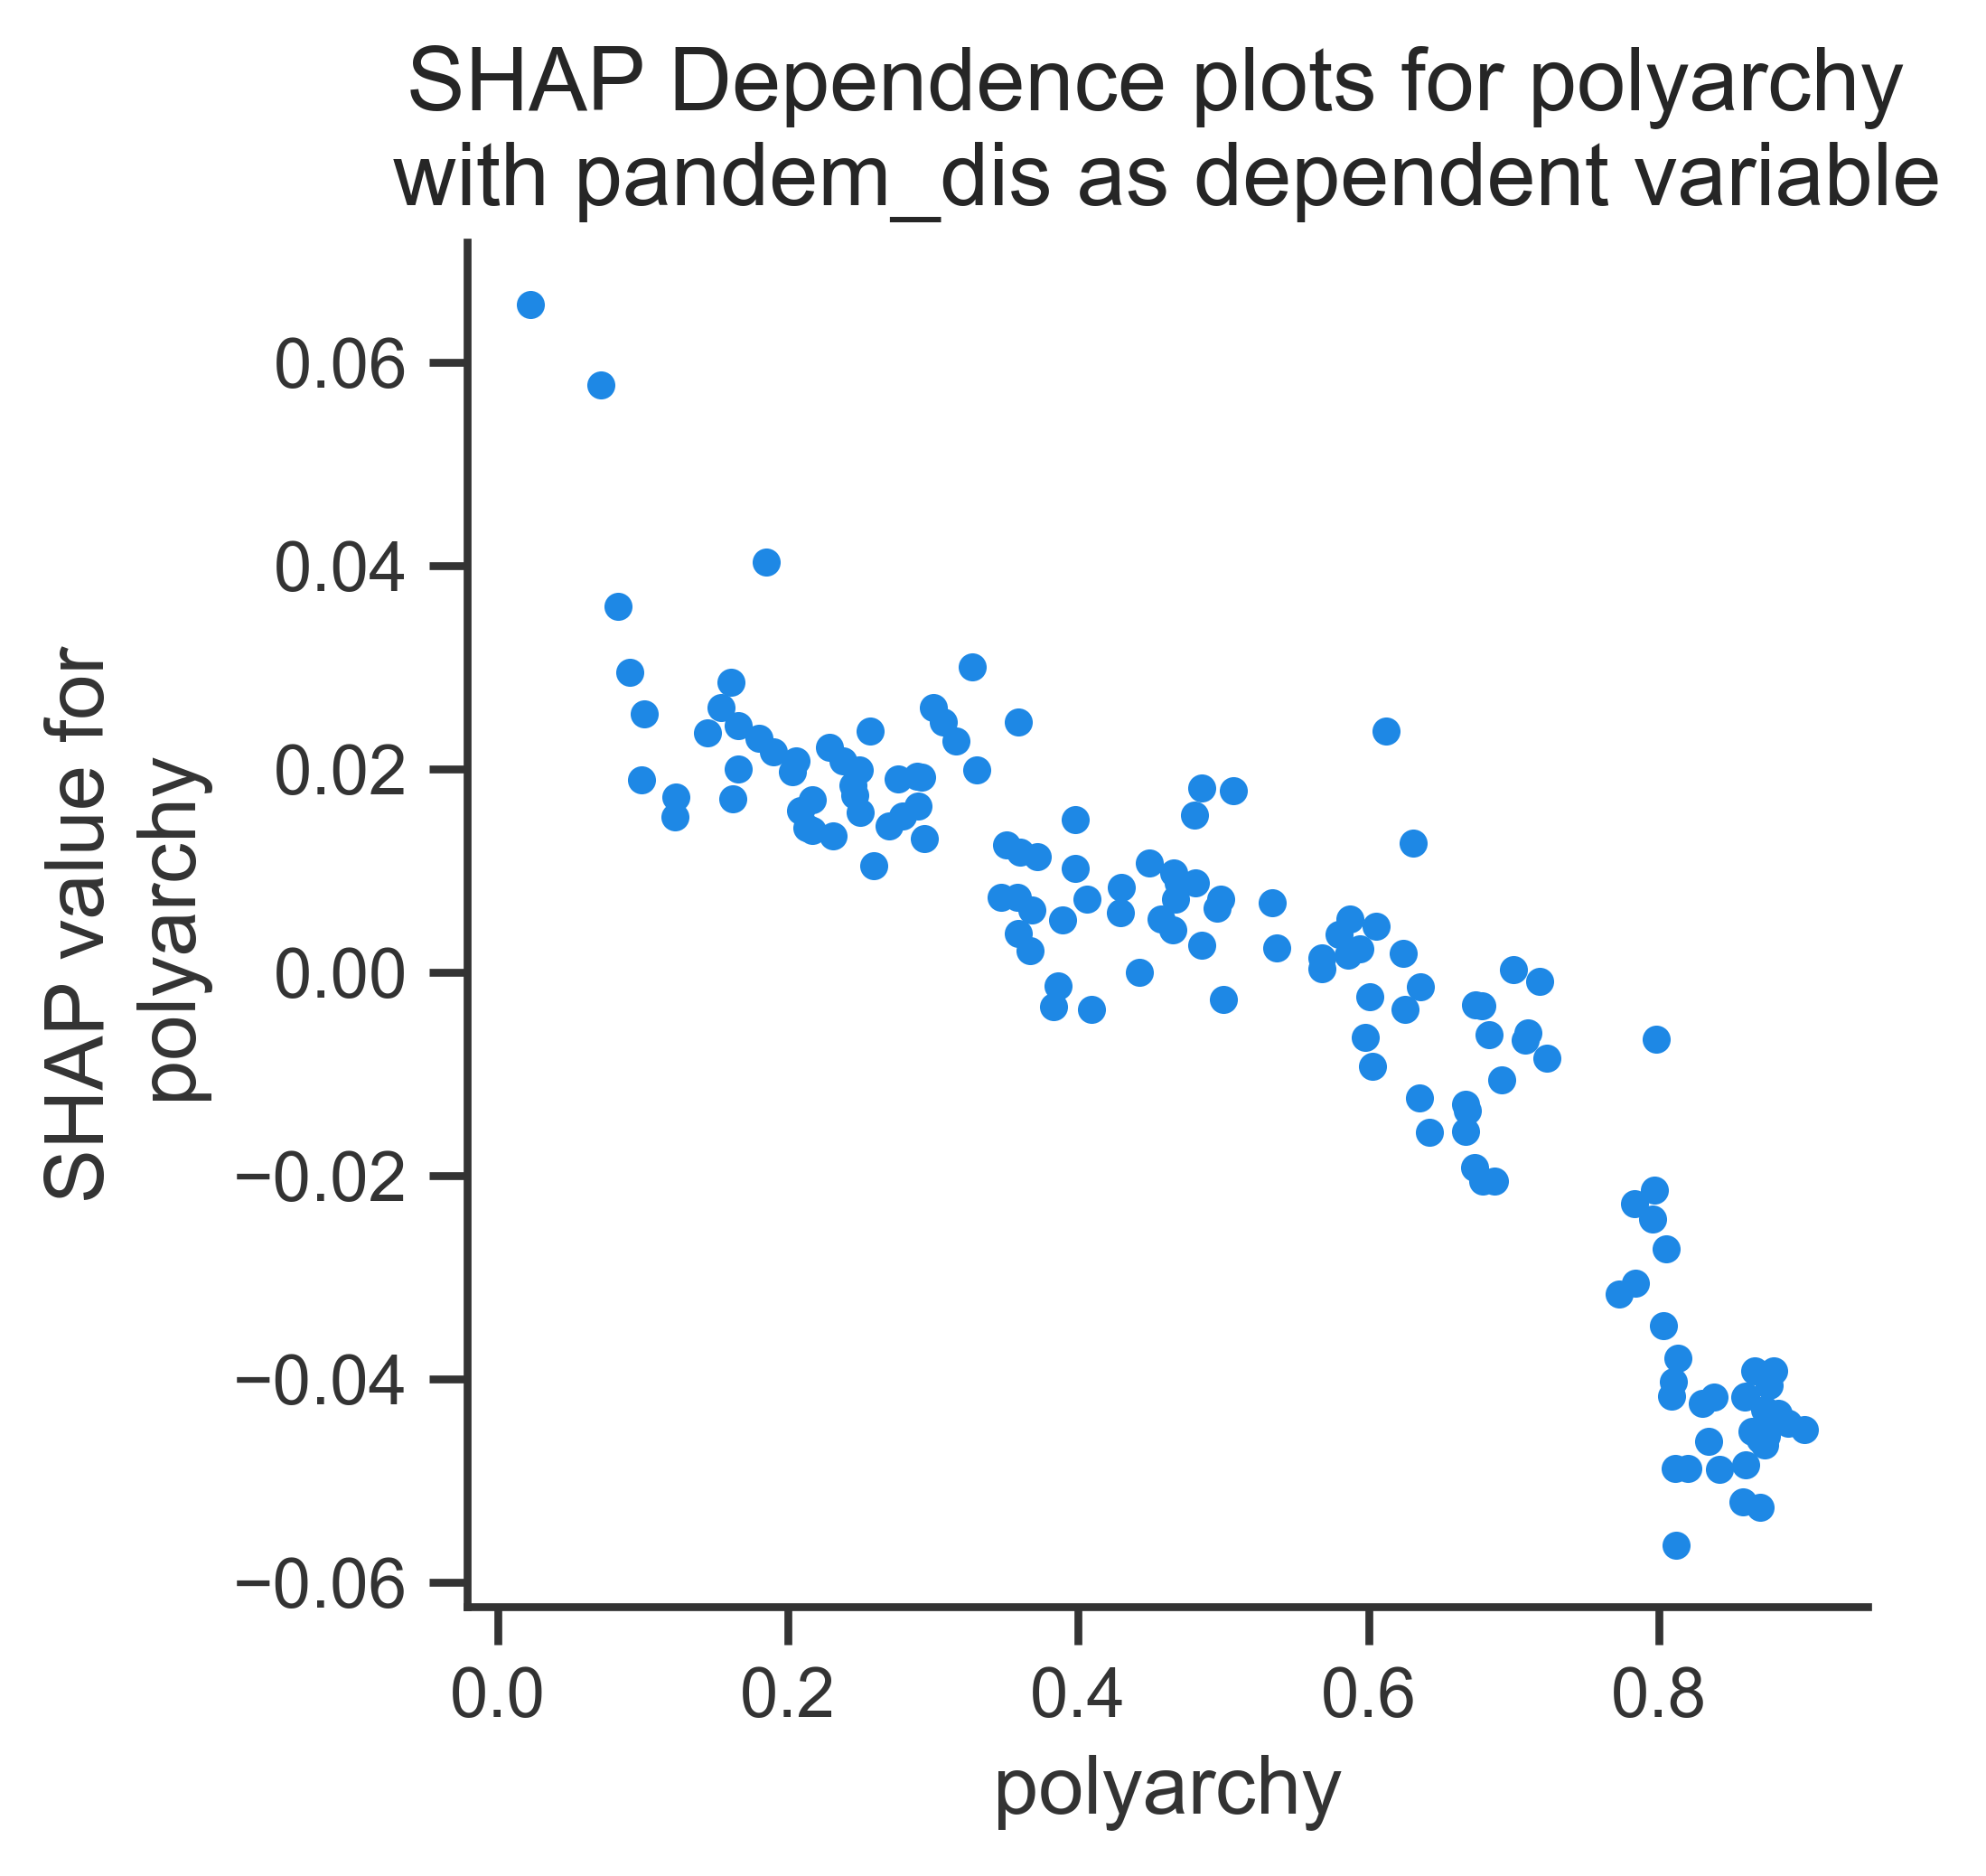 SHAP Dependence plots for polyarchy
with pandem_dis as dependent variable
SHAP value for
polyarchy
0.06
0.04
0.02
0.00
−0.02
−0.04
−0.06
0.0 0.2 0.4 0.6 0.8
polyarchy